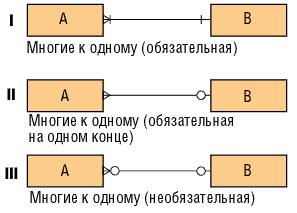 I A B
Многие к одному (обязательная)
II A B
Многие к одному (обязательная
на одном конце)
III A B
Многие к одному (необязательная)